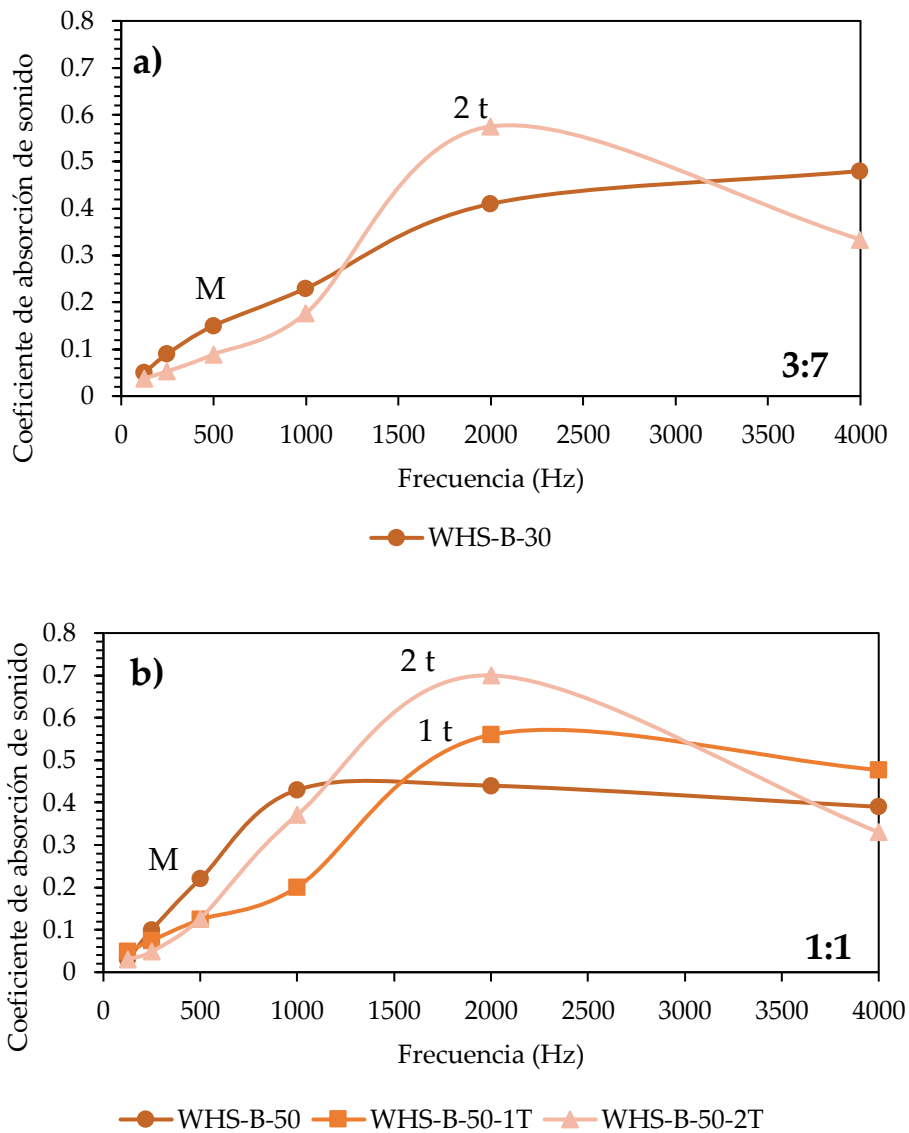 a)
0.8
0.7
0.6
0.5
0.4
0.3
0.2
0.1
0
Coeficiente de absorción de sonido
2 t
M
3:7
0 500 1000 1500 2000 2500 3000 3500 4000
Frecuencia (Hz)
WHS-B-30
b)
0.8
0.7
0.6
0.5
0.4
0.3
0.2
0.1
0
Coeficiente de absorción de sonido
2 t
1 t
M
1:1
0 500 1000 1500 2000 2500 3000 3500 4000
Frecuencia (Hz)
WHS-B-50 WHS-B-50-1T WHS-B-50-2T